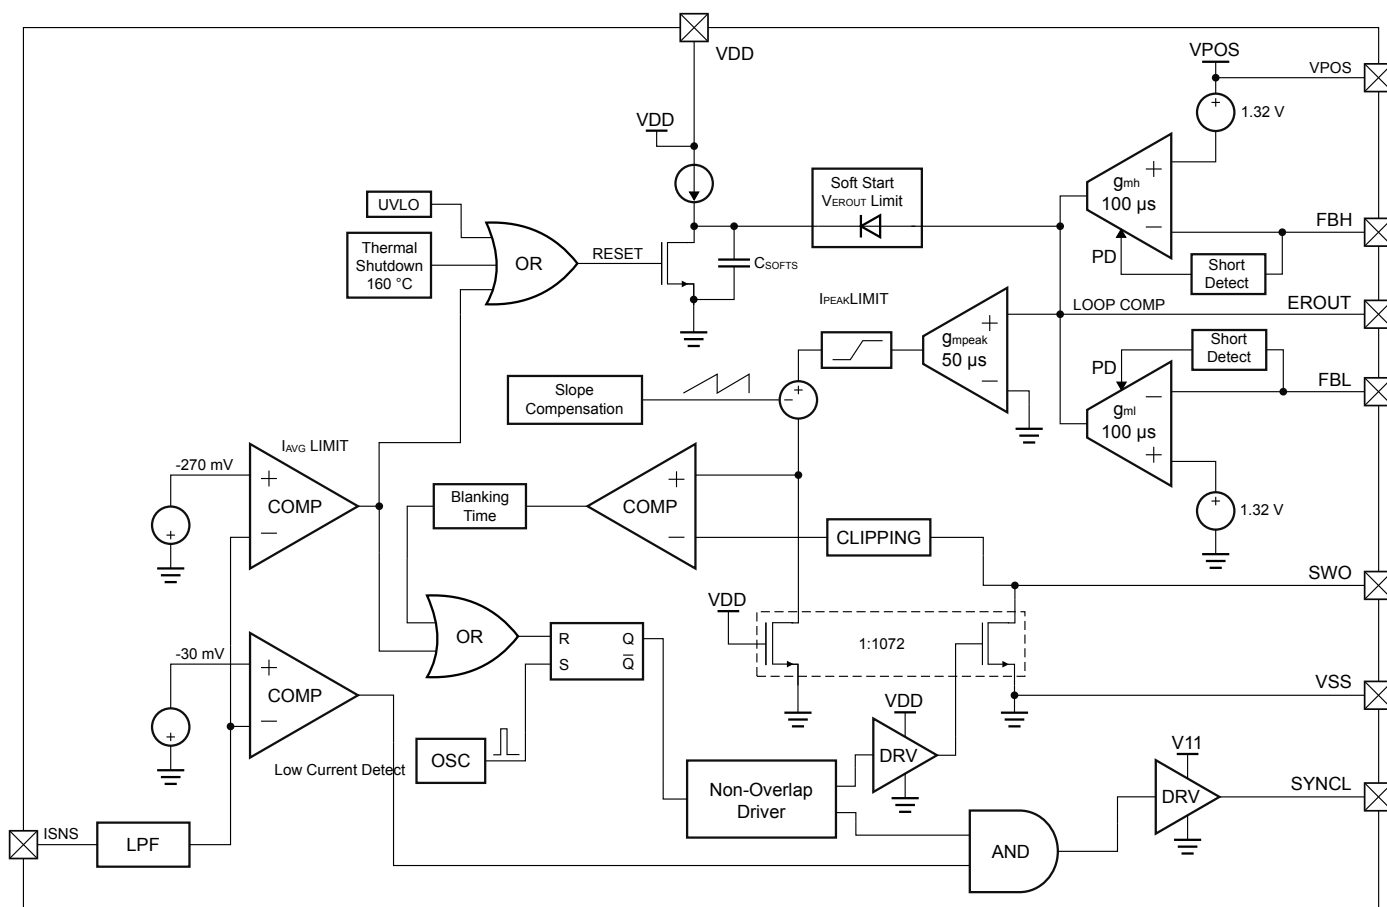 VDD
VPOS
VPOS
+
1.32 V
VDD
+
gmh
100 µs
−
UVLO
Soft Start
VEROUT Limit
FBH
Thermal
Shutdown
160 °C
OR
RESET
CSOFTS
PD
Short
Detect
IPEAKLIMIT
LOOP COMP
EROUT
+
gmpeak
50 µs
−
Short
Detect
PD
FBL
Slope
Compensation
+
−
−
gml
100 µs
+
IAVG LIMIT
-270 mV
+
COMP
−
+
Blanking
Time
+
COMP
−
CLIPPING
+
1.32 V
SWO
VDD
OR
R
Q
S
Q
1:1072
-30 mV
+
COMP
−
+
VSS
VDD
DRV
V11
Low Current Detect
OSC
Non-Overlap
Driver
DRV
SYNCL
ISNS
LPF
AND